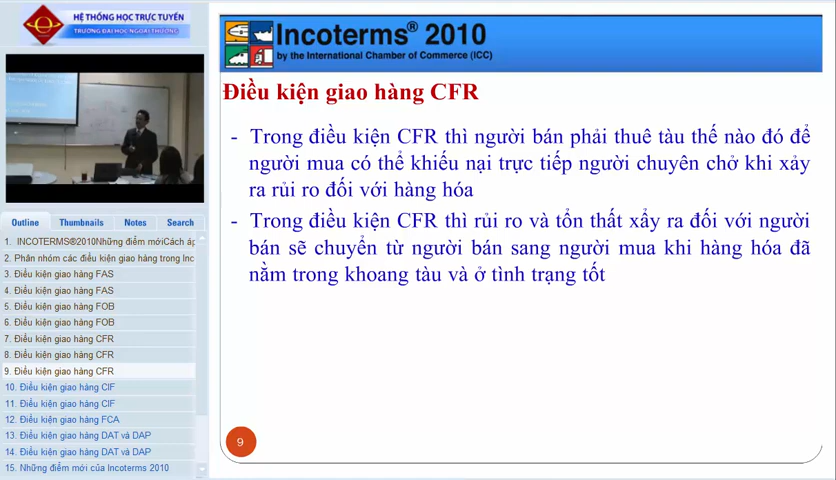 HỆ THỐNG HỌC TRỰC TUYẾN
TRƯỜNG ĐẠI HỌC NGOẠI THƯƠNG
Outline Thumbnails Notes Search
1. INCOTERMS®2010Những điểm mớiCách áp
2. Phân nhóm các điều kiện giao hàng trong Inc
3. Điều kiện giao hàng FAS
4. Điều kiện giao hàng FAS
5. Điều kiện giao hàng FOB
6. Điều kiện giao hàng FOB
7. Điều kiện giao hàng CFR
8. Điều kiện giao hàng CFR
9. Điều kiện giao hàng CFR
10. Điều kiện giao hàng CIF
11. Điều kiện giao hàng CIF
12. Điều kiện giao hàng FCA
13. Điều kiện giao hàng DAT và DAP
14. Điều kiện giao hàng DAT và DAP
15. Những điểm mới của Incoterms 2010
Incoterms® 2010
by the International Chamber of Commerce (ICC)
Điều kiện giao hàng CFR
- Trong điều kiện CFR thì người bán phải thuê tàu thế nào đó để
người mua có thể khiếu nại trực tiếp người chuyên chở khi xảy
ra rủi ro đối với hàng hóa
- Trong điều kiện CFR thì rủi ro và tổn thất xẩy ra đối với người
bán sẽ chuyển từ người bán sang người mua khi hàng hóa đã
nằm trong khoang tàu và ở tình trạng tốt
9